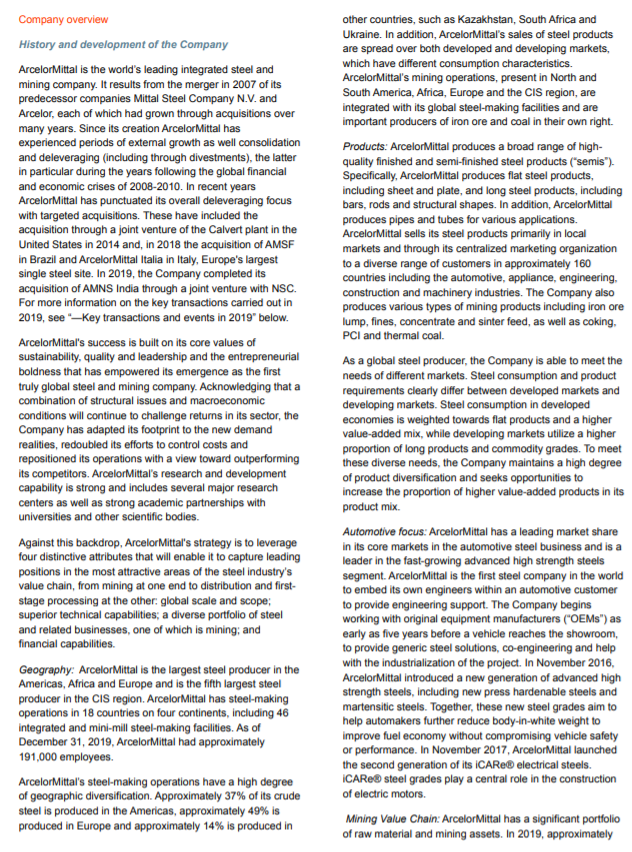 Company overview
History and development of the Company
ArcelorMittal is the world's leading integrated steel and
mining company. It results from the merger in 2007 of its
predecessor companies Mittal Steel Company N.V. and
Arcelor, each of which had grown through acquisitions over
many years. Since its creation ArcelorMittal has
experienced periods of external growth as well consolidation
and deleveraging (including through divestments), the latter
in particular during the years following the global financial
and economic crises of 2008-2010. In recent years
ArcelorMittal has punctuated its overall deleveraging focus
with targeted acquisitions. These have included the
acquisition through a joint venture of the Calvert plant in the
United States in 2014 and, in 2018 the acquisition of AMSF
in Brazil and ArcelorMittal Italia in Italy, Europe's largest
single steel site. In 2019, the Company completed its
acquisition of AMNS India through a joint venture with NSC.
For more information on the key transactions carried out in
2019, see "—Key transactions and events in 2019" below.
ArcelorMittal's success is built on its core values of
sustainability, quality and leadership and the entrepreneurial
boldness that has empowered its emergence as the first
truly global steel and mining company. Acknowledging that a
combination of structural issues and macroeconomic
conditions will continue to challenge returns in its sector, the
Company has adapted its footprint to the new demand
realities, redoubled its efforts to control costs and
repositioned its operations with a view toward outperforming
its competitors. ArcelorMittal's research and development
capability is strong and includes several major research
centers as well as strong academic partnerships with
universities and other scientific bodies.
Against this backdrop, ArcelorMittal's strategy is to leverage
four distinctive attributes that will enable it to capture leading
positions in the most attractive areas of the steel industry's
value chain, from mining at one end to distribution and first-
stage processing at the other: global scale and scope;
superior technical capabilities; a diverse portfolio of steel
and related businesses, one of which is mining; and
financial capabilities.
Geography: ArcelorMittal is the largest steel producer in the
Americas, Africa and Europe and is the fifth largest steel
producer in the CIS region. ArcelorMittal has steel-making
operations in 18 countries on four continents, including 46
integrated and mini-mill steel-making facilities. As of
December 31, 2019, ArcelorMittal had approximately
191,000 employees.
ArcelorMittal's steel-making operations have a high degree
of geographic diversification. Approximately 37% of its crude
steel is produced in the Americas, approximately 49% is
produced in Europe and approximately 14% is produced in
other countries, such as Kazakhstan, South Africa and
Ukraine. In addition, ArcelorMittal's sales of steel products
are spread over both developed and developing markets,
which have different consumption characteristics.
ArcelorMittal's mining operations, present in North and
South America, Africa, Europe and the CIS region, are
integrated with its global steel-making facilities and are
important producers of iron ore and coal in their own right.
Products: ArcelorMittal produces a broad range of high-
quality finished and semi-finished steel products ("semis").
Specifically, ArcelorMittal produces flat steel products,
including sheet and plate, and long steel products, including
bars, rods and structural shapes. In addition, ArcelorMittal
produces pipes and tubes for various applications.
ArcelorMittal sells its steel products primarily in local
markets and through its centralized marketing organization
to a diverse range of customers in approximately 160
countries including the automotive, appliance, engineering,
construction and machinery industries. The Company also
produces various types of mining products including iron ore
lump, fines, concentrate and sinter feed, as well as coking,
PCI and thermal coal.
As a global steel producer, the Company is able to meet the
needs of different markets. Steel consumption and product
requirements clearly differ between developed markets and
developing markets. Steel consumption in developed
economies is weighted towards flat products and a higher
value-added mix, while developing markets utilize a higher
proportion of long products and commodity grades. To meet
these diverse needs, the Company maintains a high degree
of product diversification and seeks opportunities to
increase the proportion of higher value-added products in its
product mix.
Automotive focus: ArcelorMittal has a leading market share
in its core markets in the automotive steel business and is a
leader in the fast-growing advanced high strength steels
segment. ArcelorMittal is the first steel company in the world
to embed its own engineers within an automotive customer
to provide engineering support. The Company begins
working with original equipment manufacturers ("OEMs") as
early as five years before a vehicle reaches the showroom,
to provide generic steel solutions, co-engineering and help
with the industrialization of the project. In November 2016,
ArcelorMittal introduced a new generation of advanced high
strength steels, including new press hardenable steels and
martensitic steels. Together, these new steel grades aim to
help automakers further reduce body-in-white weight to
improve fuel economy without compromising vehicle safety
or performance. In November 2017, ArcelorMittal launched
the second generation of its iCARe® electrical steels.
iCARe® steel grades play a central role in the construction
of electric motors.
Mining Value Chain: ArcelorMittal has a significant portfolio
of raw material and mining assets. In 2019, approximately